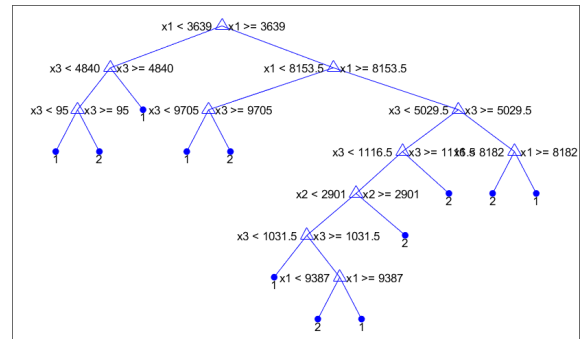 x1 < 3639 x1 >= 3639
x3 < 4840 x3 >= 4840 x1 < 8153.5 x1 >= 8153.5
x3 < 95 x3 >= 95 1 x3 < 9705 x3 >= 9705 x3 < 5029.5 x3 >= 5029.5
1 2 1 2 x3 < 1116.5 x3 >= 1116.5 x1 < 8182 x1 >= 8182
x2 < 2901 x2 >= 2901 2 2 1
x3 < 1031.5 x3 >= 1031.5 2
1 x1 < 9387 x1 >= 9387
2 1